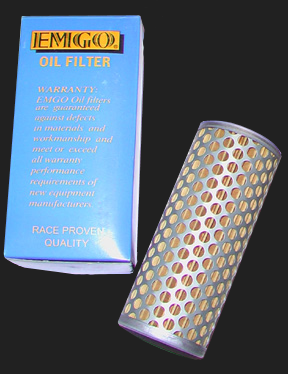 EMGO®
OIL FILTER
WARRANTY:
EMGO Oil filters
are guaranteed
against defects
in materials and
workmanship and
meet or exceed
all warranty
performance
requirements of
new equipment
manufacturers
RACE PROVEN
QUALITY